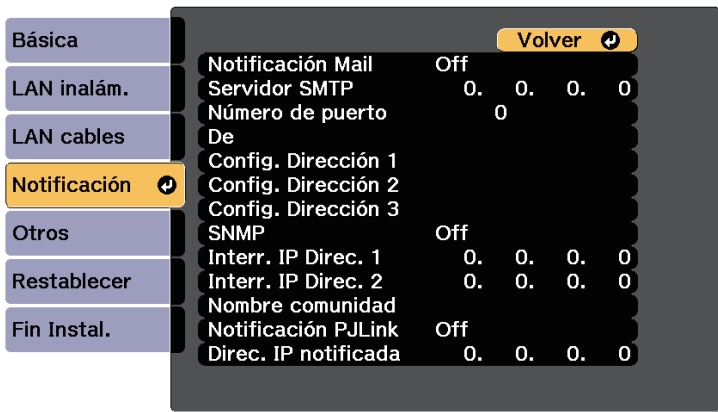 Básica
LAN inalám.
LAN cables
Notificación
Otros
Restablecer
Fin Instal.
Volver
Notificación Mail Off
Servidor SMTP 0. 0. 0. 0
Número de puerto 0
De
Config. Dirección 1
Config. Dirección 2
Config. Dirección 3
SNMP Off
Interr. IP Direc. 1 0. 0. 0. 0
Interr. IP Direc. 2 0. 0. 0. 0
Nombre comunidad
Notificación PJLink Off
Direc. IP notificada 0. 0. 0. 0